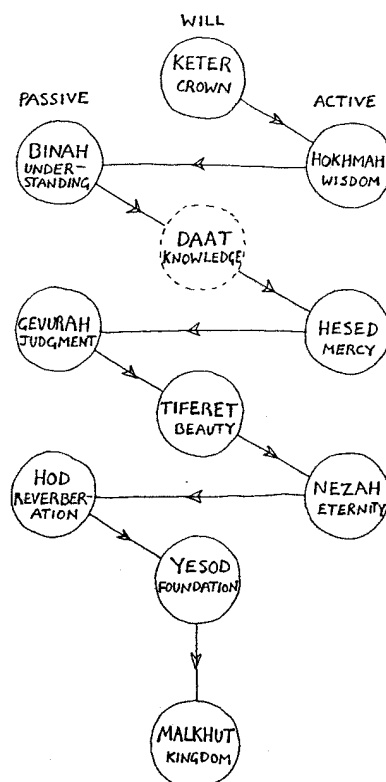 WILL
KETER
CROWN
PASSIVE
ACTIVE
BINAH
UNDER-
STANDING
HOKHMAH
WISDOM
DAAT
KNOWLEDGE
GEVURAH
JUDGMENT
HESED
MERCY
TIFERET
BEAUTY
HOD
REVERBER-
ATION
NEZAH
ETERNITY
YESOD
FOUNDATION
MALKHUT
KINGDOM